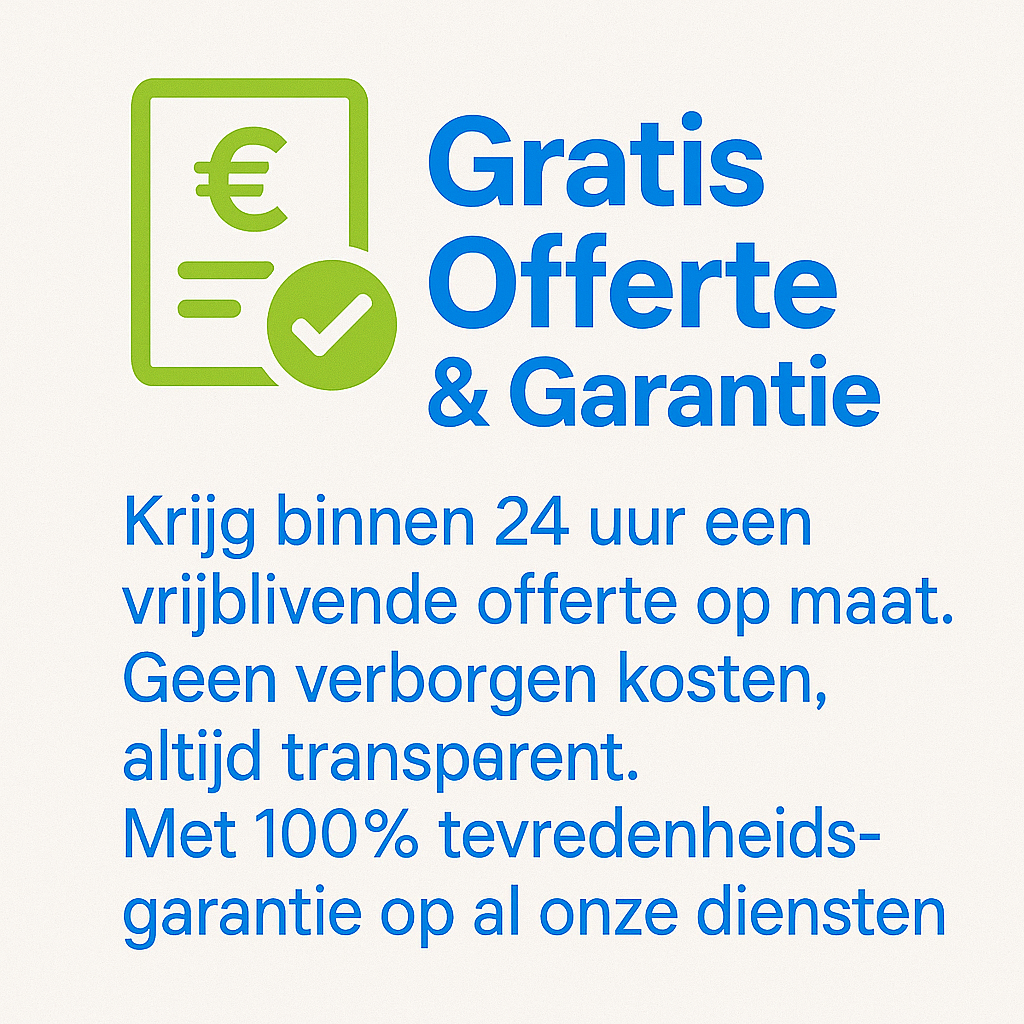 €
Gratis
Offerte
& Garantie
Krijg binnen 24 uur een
vrijblivende offerte op maat.
Geen verborgen kosten,
altijd transparent.
Met 100% tevredenheids-
garantie op al onze diensten